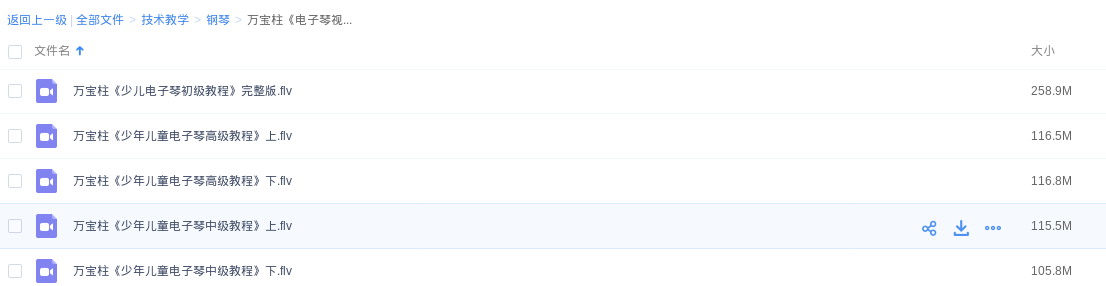 返回上一级 | 全部文件 > 技术教学 > 钢琴 > 万宝柱《电子琴视...
文件名 大小
万宝柱《少儿电子琴初级教程》完整版.flv 258.9M
万宝柱《少年儿童电子琴高级教程》上.flv 116.5M
万宝柱《少年儿童电子琴高级教程》下.flv 116.8M
万宝柱《少年儿童电子琴中级教程》上.flv 115.5M
万宝柱《少年儿童电子琴中级教程》下.flv 105.8M